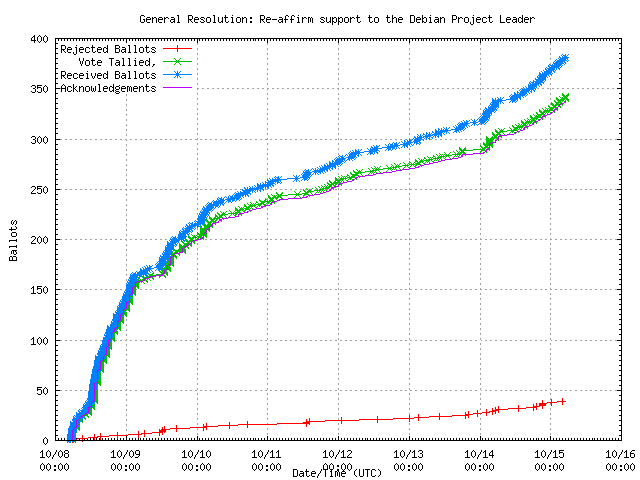 General Resolution: Re-affirm support to the Debian Project Leader
400
350
300
250
200
150
100
50
0
Ballots
Rejected Ballots
Vote Tallied,
Received Ballots
Acknowledgements
10/08 10/09 10/10 10/11 10/12 10/13 10/14 10/15 10/16
00:00 00:00 00:00 00:00 00:00 00:00 00:00 00:00 00:00
Date/Time (UTC)